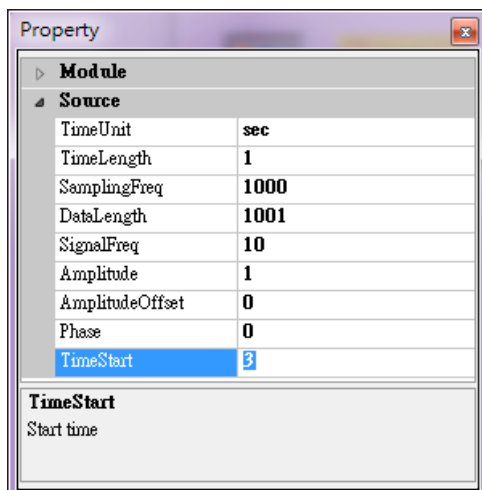 Property
Module
Source
TimeUnit sec
TimeLength 1
SamplingFreq 1000
DataLength 1001
SignalFreq 10
Amplitude 1
AmplitudeOffset 0
Phase 0
TimeStart 3
TimeStart
Start time